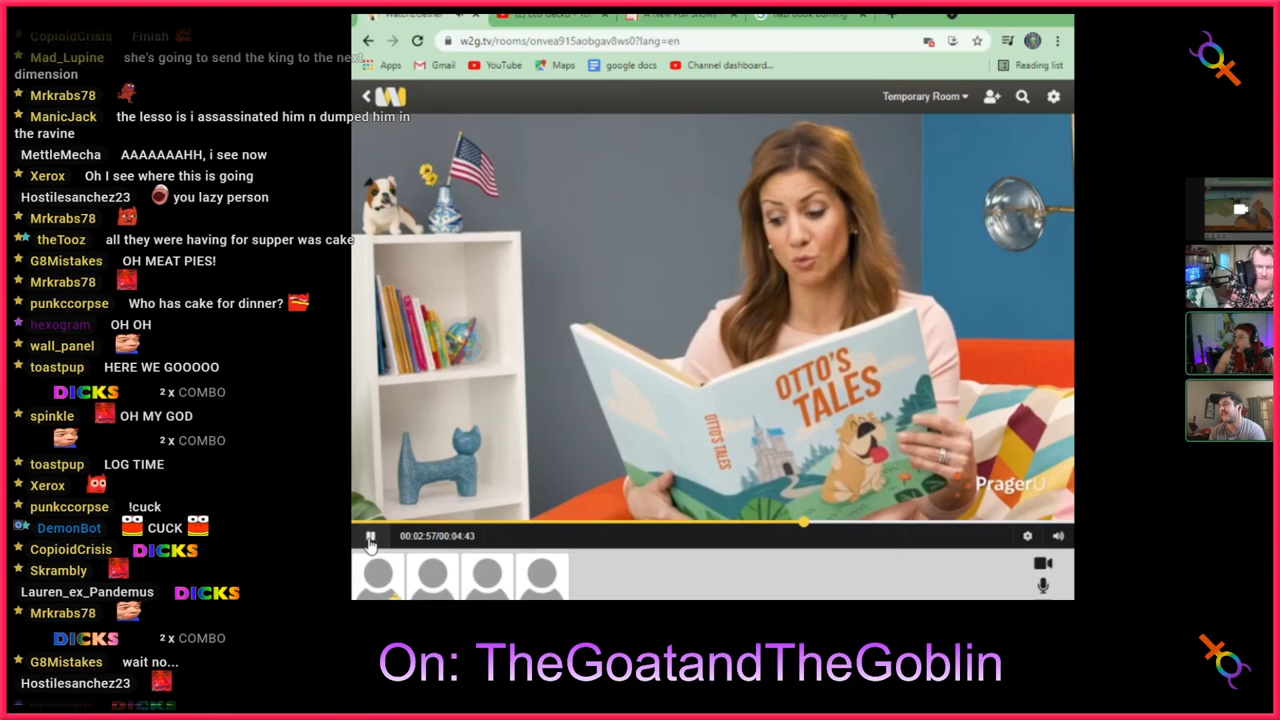 CopioidCrisis Finish
Mad_Lupine she's going to send the king to the next
dimension
Mrkrabs78
ManicJack the lesso is i assassinated him n dumped him in
the ravine
MettleMecha AAAAAAAHH, i see now
Xerox Oh I see where this is going
Hostilesanchez23 you lazy person
Mrkrabs78
theTooz all they were having for supper was cake
G8Mistakes OH MEAT PIES!
Mrkrabs78
punkccorpse Who has cake for dinner?
hexogram OH OH
wall_panel
toastpup HERE WE GOOOOO
DICKS 2 x COMBO
spinkle OH MY GOD
2 x COMBO
toastpup LOG TIME
Xerox
punkccorpse !cuck
DemonBot CUCK
CopioidCrisis DICKS
Skrambly
Lauren_ex_Pandemus DICKS
Mrkrabs78
DICKS 2 x COMBO
G8Mistakes wait no...
Hostilesanchez23
DICKS
w2g.tv/rooms/onvea915aobgav8ws0?lang=en
Apps Gmail YouTube Maps google docs Channel dashboard... Reading list
Temporary Room
OTTO'S
TALES
OTTO'S TALES
PragerU
00:02:57/00:04:43
On: TheGoatandTheGoblin